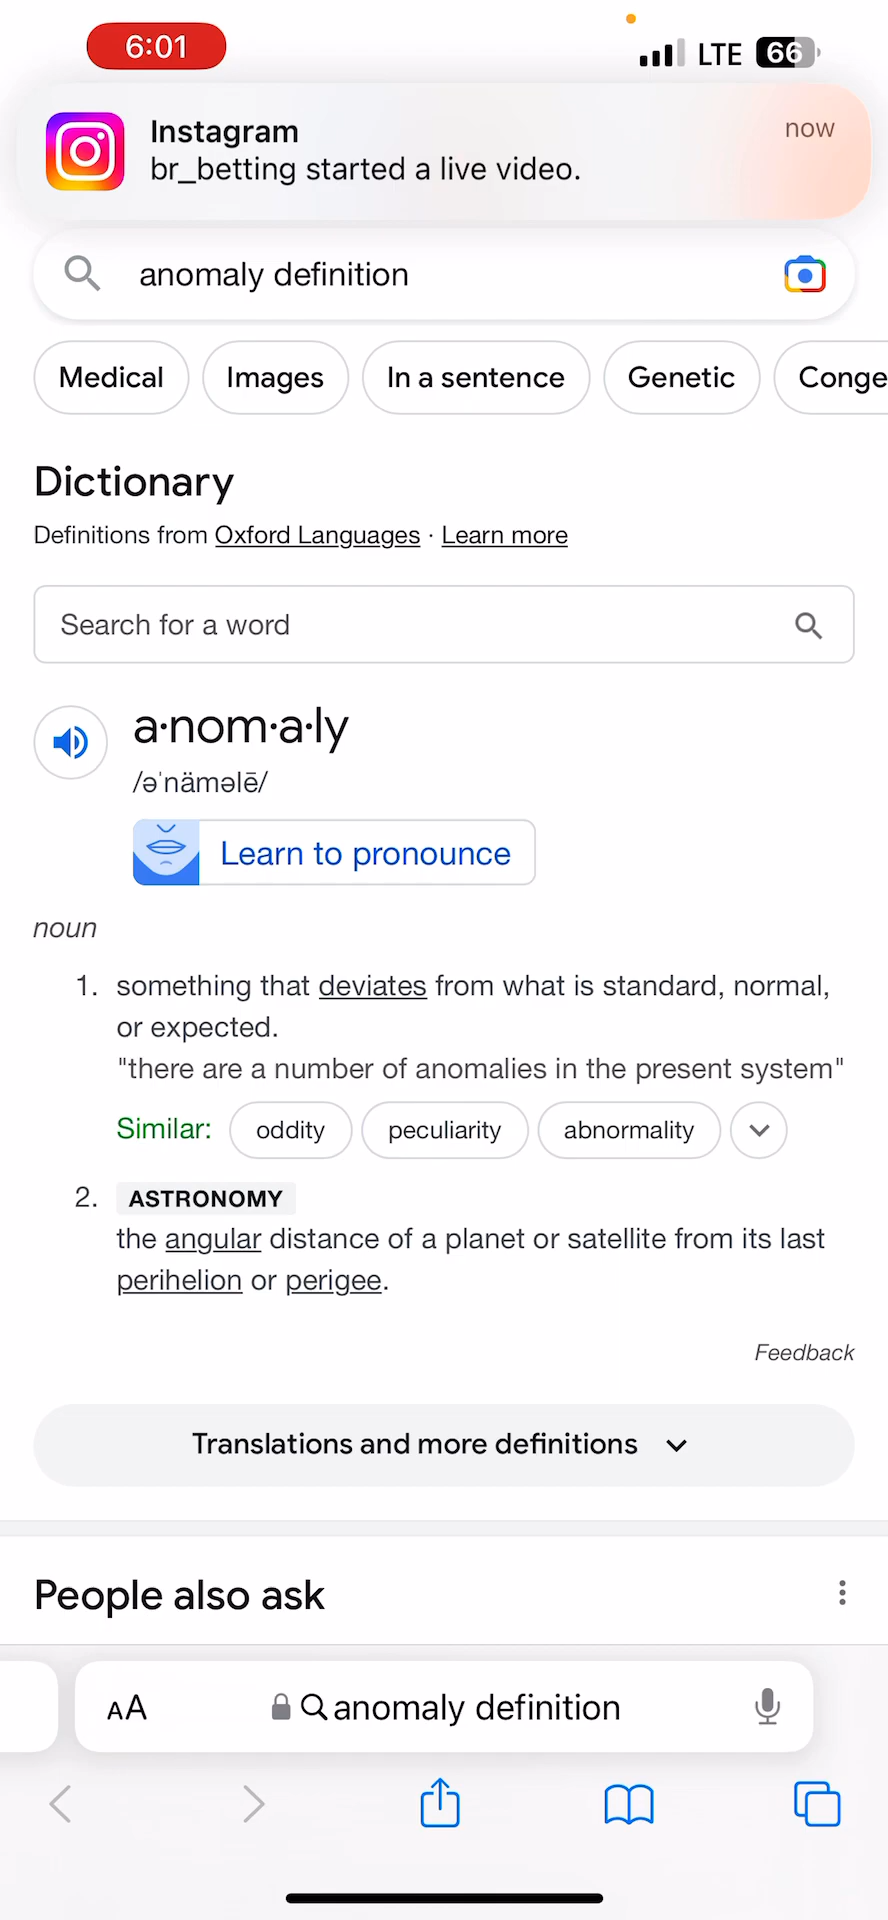 6:01
LTE 66
Instagram
now
br_betting started a live video.
anomaly definition
Medical
Images
In a sentence
Genetic
Conge
Dictionary
Definitions from Oxford Languages · Learn more
Search for a word
a·nom·a·ly
/əˈnäməlē/
Learn to pronounce
noun
1. something that deviates from what is standard, normal,
or expected.
"there are a number of anomalies in the present system"
Similar: oddity peculiarity abnormality
2. ASTRONOMY
the angular distance of a planet or satellite from its last
perihelion or perigee.
Feedback
Translations and more definitions
People also ask
AA anomaly definition